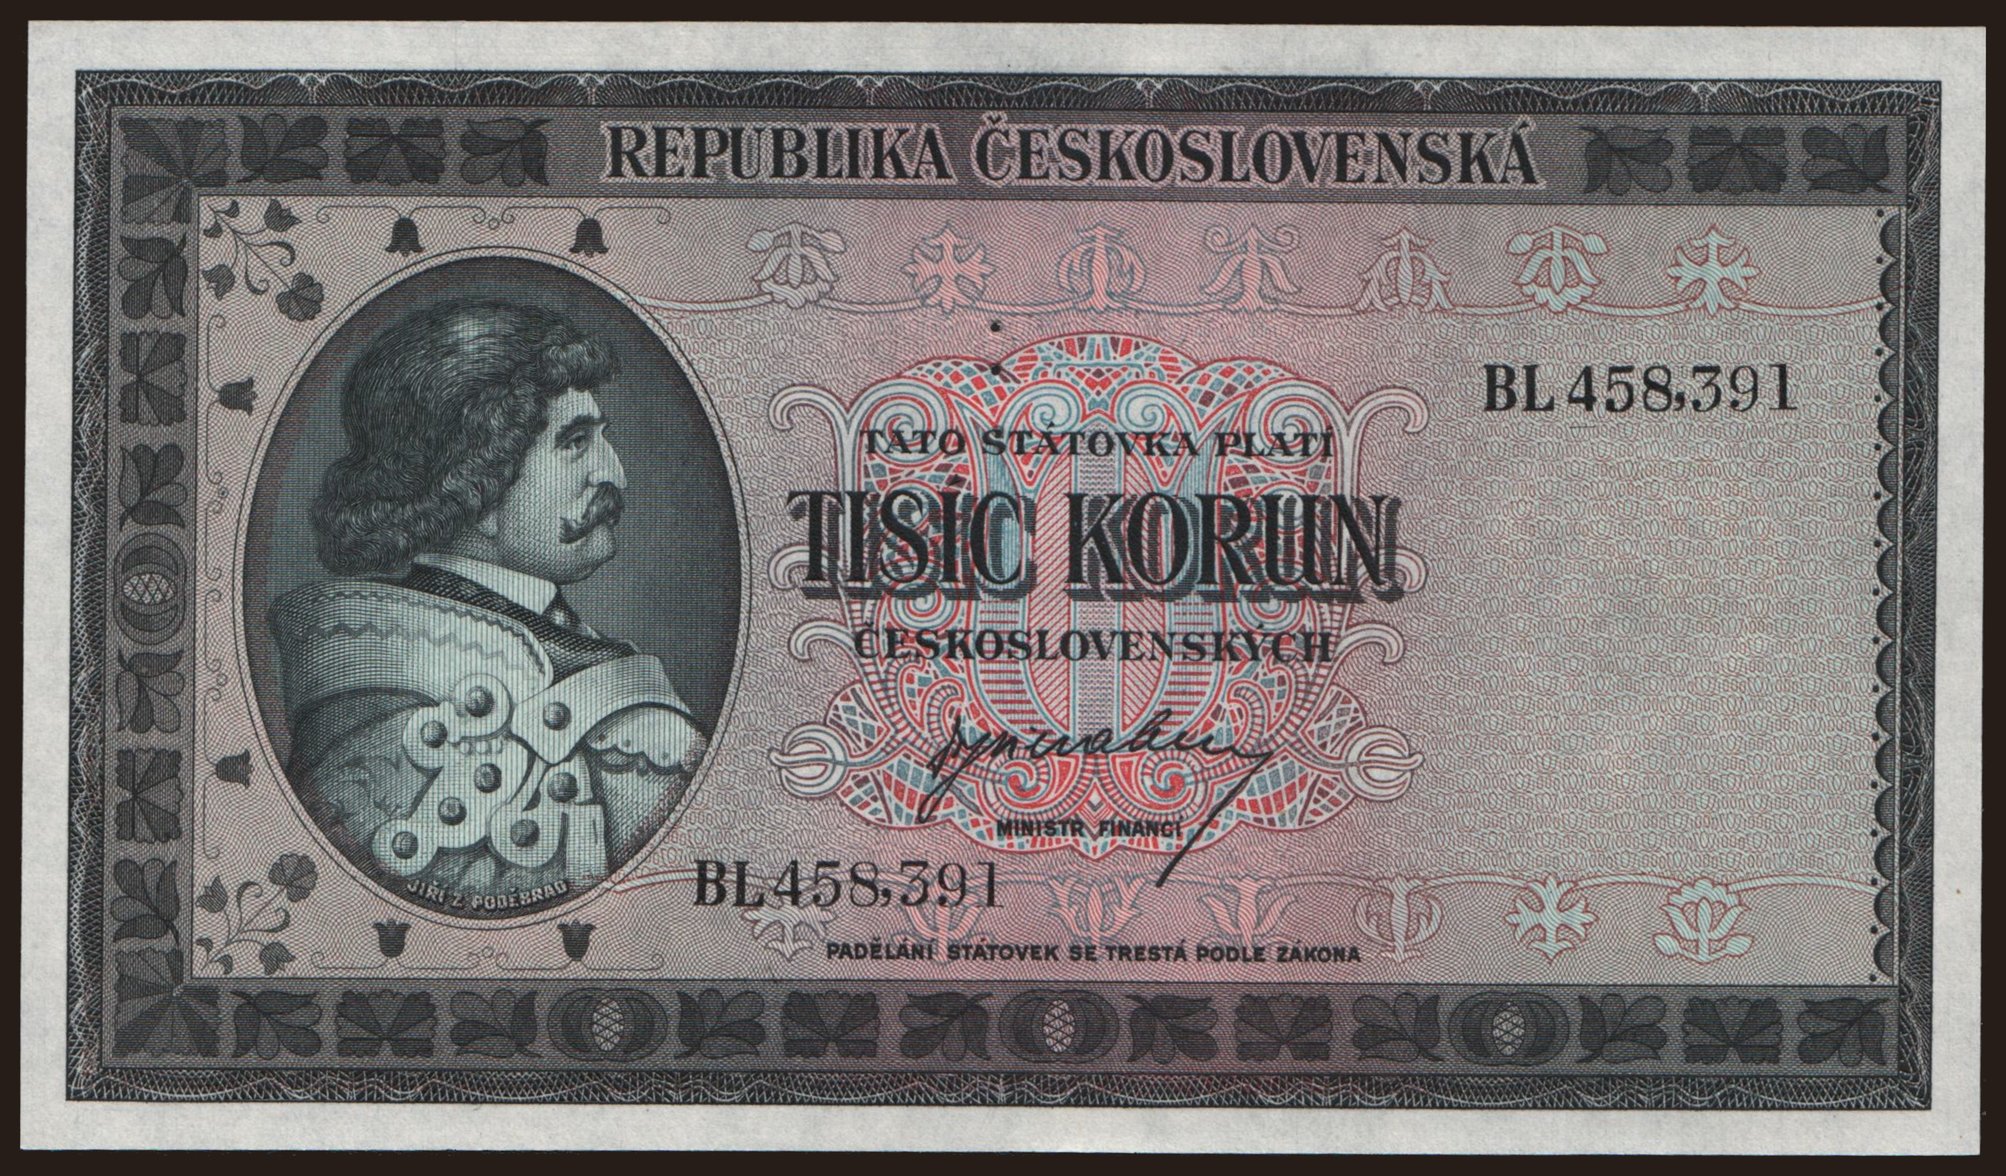 REPUBLIKA ČESKOSLOVENSKÁ
BL 458,391
TATO STÁTOVKA PLATÍ
TISÍC KORUN
ČESKOSLOVENSKÝCH
MINISTR FINANCÍ
BL 458,391
JIŘÍ Z PODĚBRAD
PADĚLÁNÍ STÁTOVEK SE TRESTÁ PODLE ZÁKONA